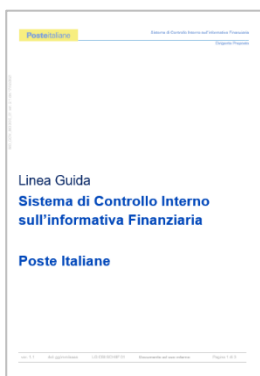 Posteitaliane
Sistema di Controllo Interno sull'Informativa Finanziaria
Linea Guida
Sistema di Controllo Interno
sull'informativa Finanziaria
Poste Italiane